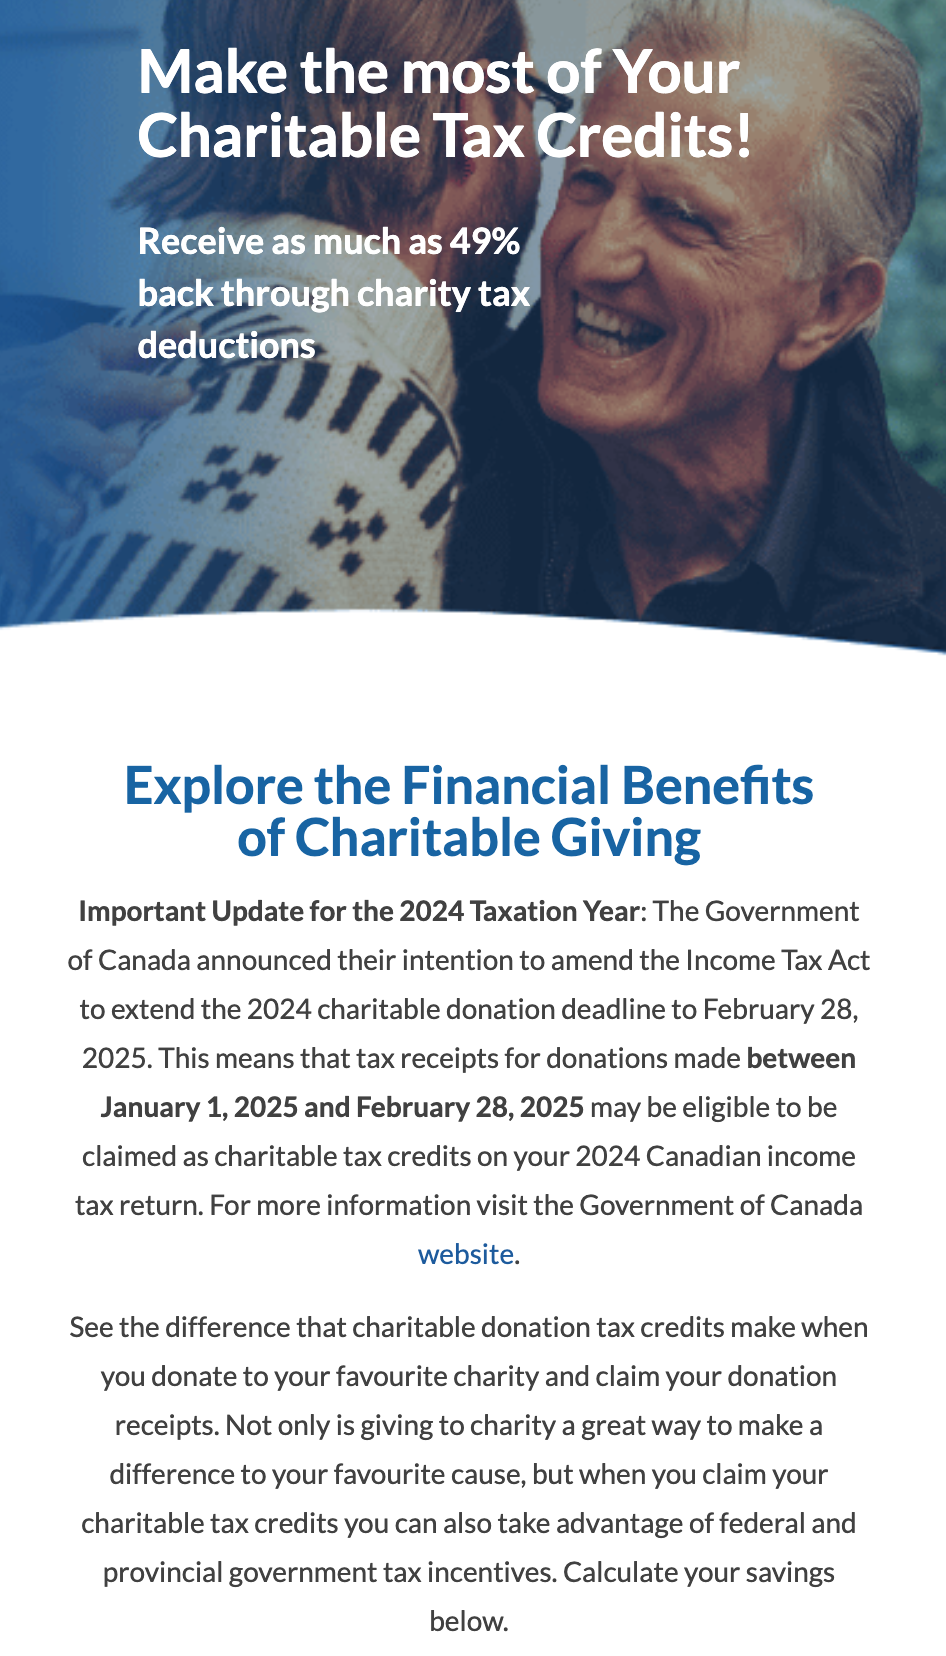 Make the most of Your
Charitable Tax Credits!
Receive as much as 49%
back through charity tax
deductions
Explore the Financial Benefits
of Charitable Giving
Important Update for the 2024 Taxation Year: The Government
of Canada announced their intention to amend the Income Tax Act
to extend the 2024 charitable donation deadline to February 28,
2025. This means that tax receipts for donations made between
January 1, 2025 and February 28, 2025 may be eligible to be
claimed as charitable tax credits on your 2024 Canadian income
tax return. For more information visit the Government of Canada
website.
See the difference that charitable donation tax credits make when
you donate to your favourite charity and claim your donation
receipts. Not only is giving to charity a great way to make a
difference to your favourite cause, but when you claim your
charitable tax credits you can also take advantage of federal and
provincial government tax incentives. Calculate your savings
below.